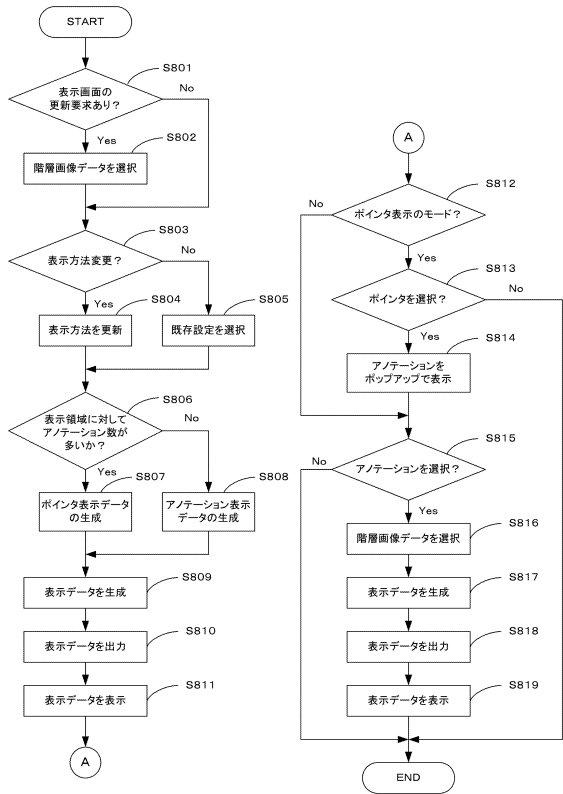 START
S801
表示画面の
更新要求あり？
No
Yes
S802
階層画像データを選択
S803
表示方法変更？
No
Yes
S804
S805
表示方法を更新
既存設定を選択
S806
表示領域に対して
アノテーション数が
多いか？
No
Yes
S807
S808
ポインタ表示データ
の生成
アノテーション表示
データの生成
S809
表示データを生成
S810
表示データを出力
S811
表示データを表示
A
A
S812
ポインタ表示のモード？
No
Yes
S813
ポインタを選択？
No
Yes
S814
アノテーションを
ポップアップで表示
S815
アノテーションを選択？
No
Yes
S816
階層画像データを選択
S817
表示データを生成
S818
表示データを出力
S819
表示データを表示
END